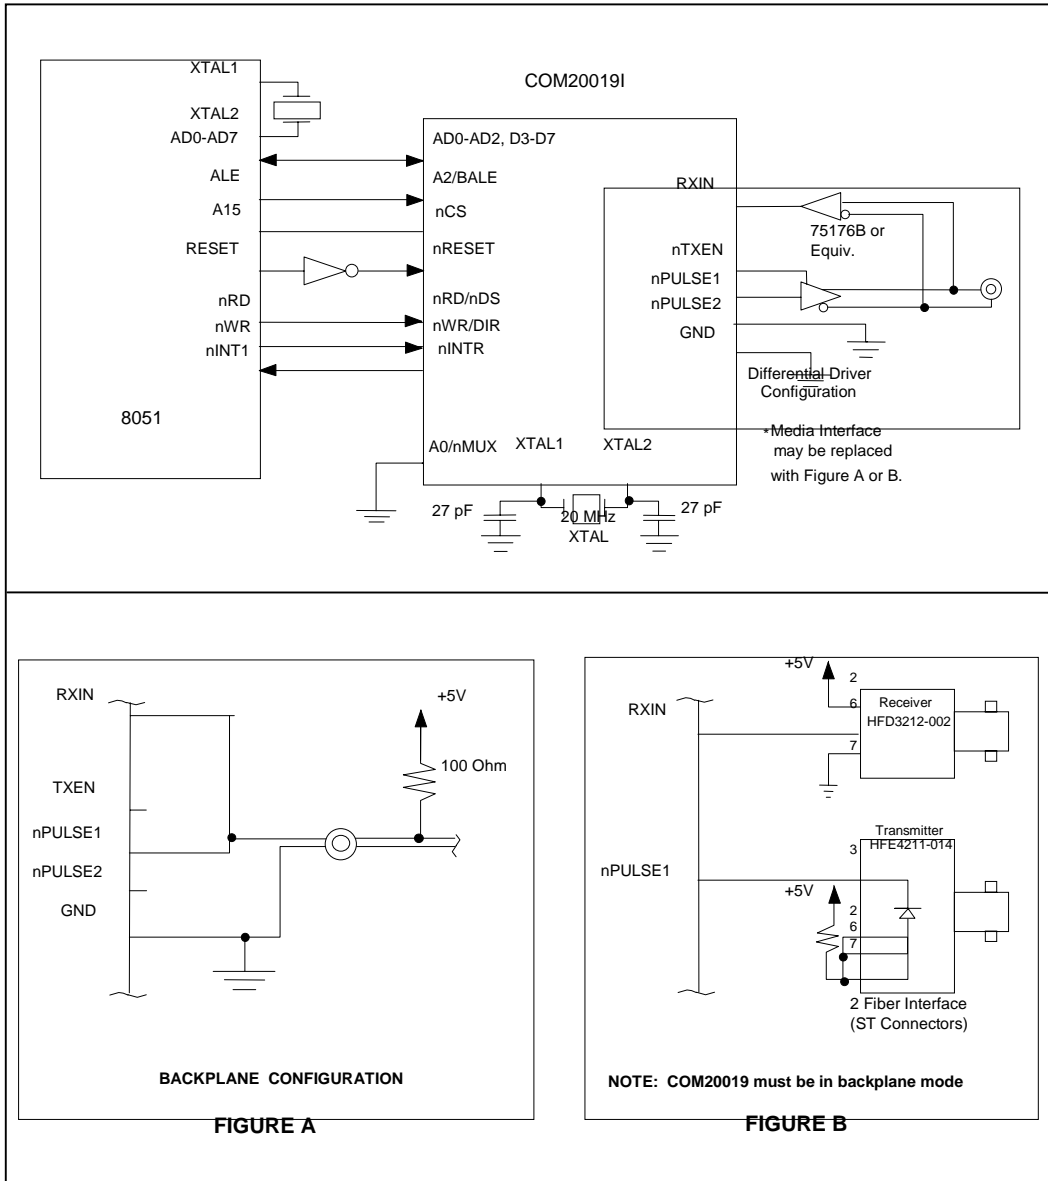 COM20019I
XTAL1
XTAL2
AD0-AD7
ALE
A15
RESET
nRD
nWR
nINT1
8051
AD0-AD2, D3-D7
A2/BALE
nCS
nRESET
nRD/nDS
nWR/DIR
nINTR
A0/nMUX
XTAL1
XTAL2
RXIN
nTXEN
nPULSE1
nPULSE2
GND
75176B or
Equiv.
Differential Driver
Configuration
*Media Interface
may be replaced
with Figure A or B.
27 pF
20 MHz
XTAL
27 pF
RXIN
TXEN
nPULSE1
nPULSE2
GND
+5V
100 Ohm
BACKPLANE CONFIGURATION
FIGURE A
RXIN
nPULSE1
+5V
2
6
7
Receiver
HFD3212-002
Transmitter
HFE4211-014
3
+5V
2
6
7
2 Fiber Interface
(ST Connectors)
NOTE: COM20019 must be in backplane mode
FIGURE B